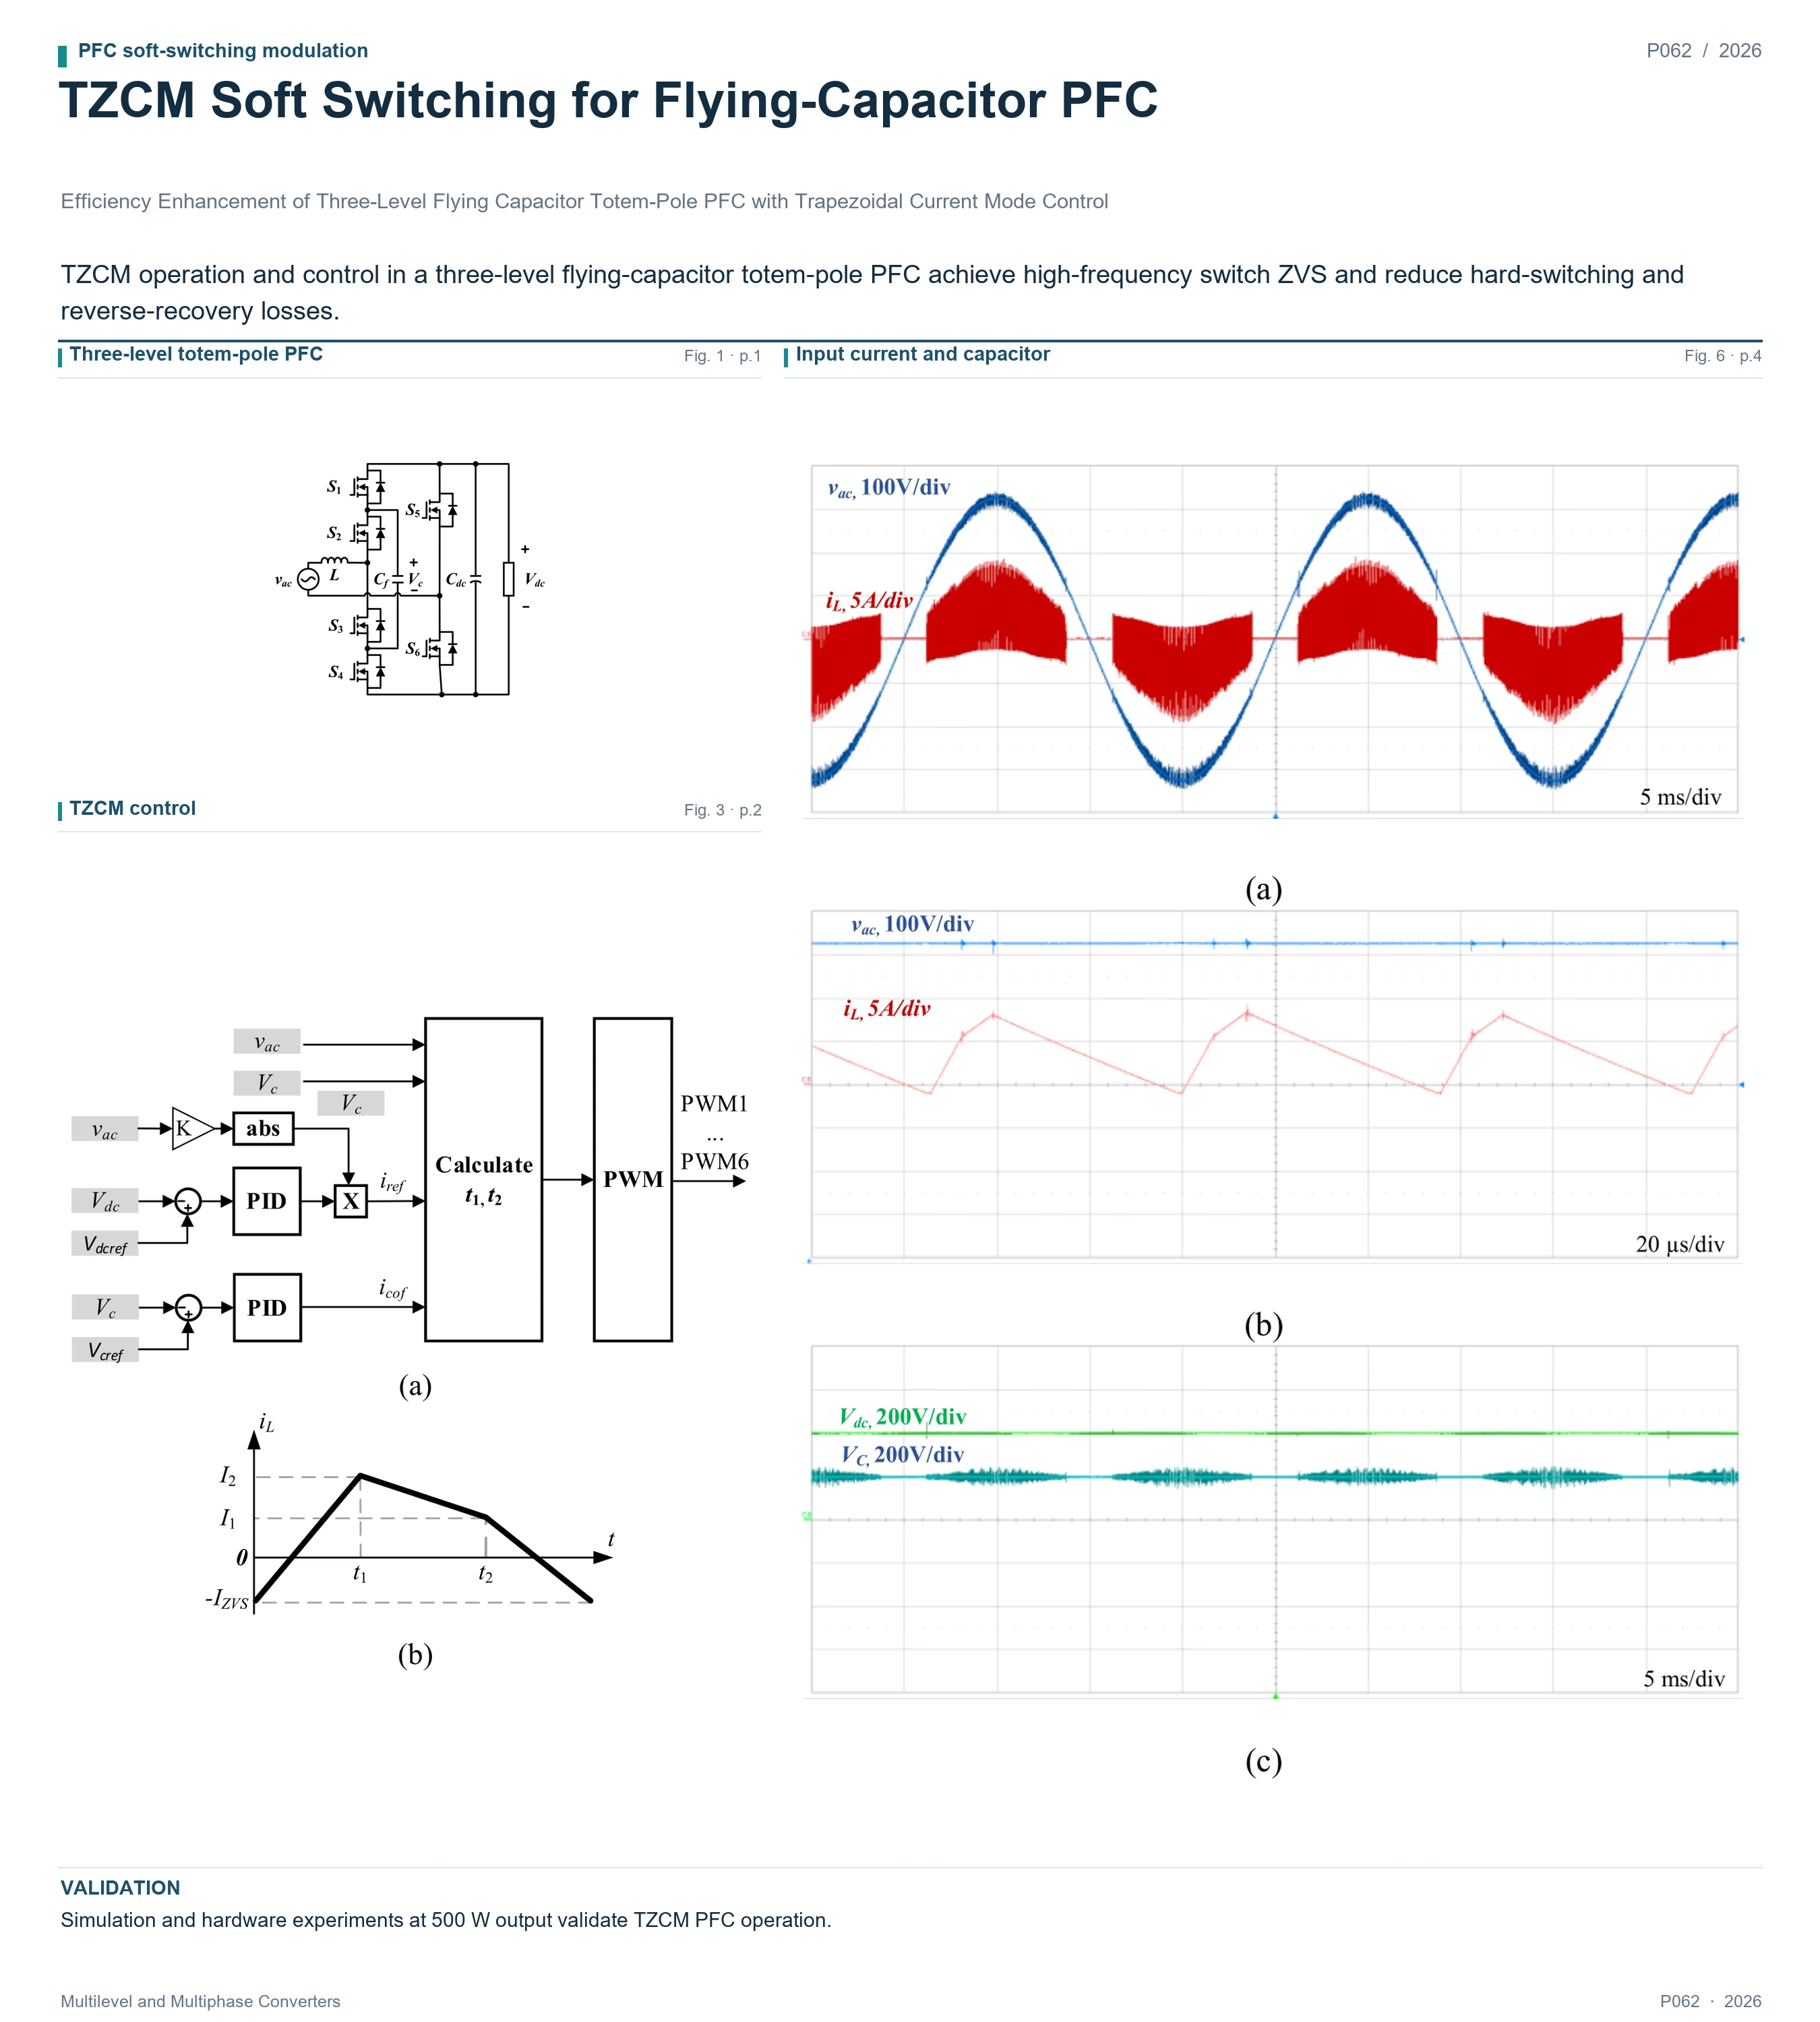 PFC soft-switching modulation
P062 / 2026
TZCM Soft Switching for Flying-Capacitor PFC
Efficiency Enhancement of Three-Level Flying Capacitor Totem-Pole PFC with Trapezoidal Current Mode Control
TZCM operation and control in a three-level flying-capacitor totem-pole PFC achieve high-frequency switch ZVS and reduce hard-switching and
reverse-recovery losses.
Three-level totem-pole PFC
Fig. 1 · p.1
S1
S2
S5
vac
L
Cf
+
Vc
−
Cdc
+
Vdc
−
S3
S6
S4
TZCM control
Fig. 3 · p.2
vac
Vc
Vc
vac
K
abs
Vdc
− +
PID
X
iref
Vdcref
Vc
− +
PID
icof
Vcref
Calculate
t1, t2
PWM
PWM1
...
PWM6
(a)
iL
I2
I1
0
t
t1
t2
-IZVS
(b)
Input current and capacitor
Fig. 6 · p.4
vac, 100V/div
iL, 5A/div
5 ms/div
(a)
vac, 100V/div
iL, 5A/div
20 µs/div
(b)
Vdc, 200V/div
VC, 200V/div
5 ms/div
(c)
VALIDATION
Simulation and hardware experiments at 500 W output validate TZCM PFC operation.
Multilevel and Multiphase Converters
P062 · 2026